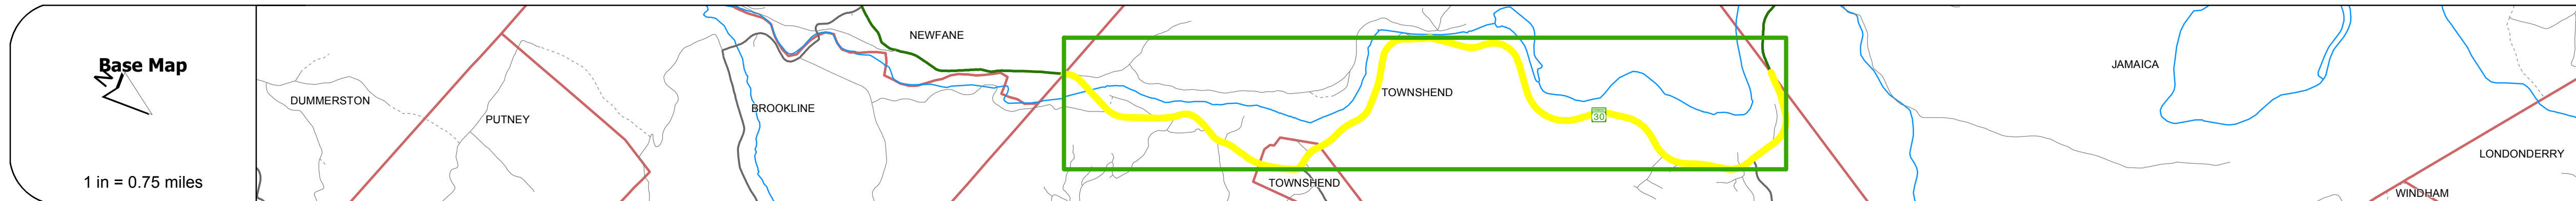 Base Map
N
1 in = 0.75 miles
DUMMERSTON
PUTNEY
BROOKLINE
NEWFANE
TOWNSHEND
TOWNSHEND
30
JAMAICA
LONDONDERRY
WINDHAM